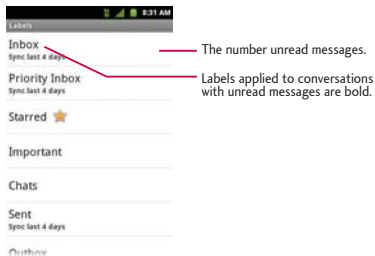 8:31 AM
Labels
Inbox
Sync last 4 days
The number unread messages.
Priority Inbox
Sync last 4 days
Labels applied to conversations
with unread messages are bold.
Starred
Important
Chats
Sent
Sync last 4 days
Outbox